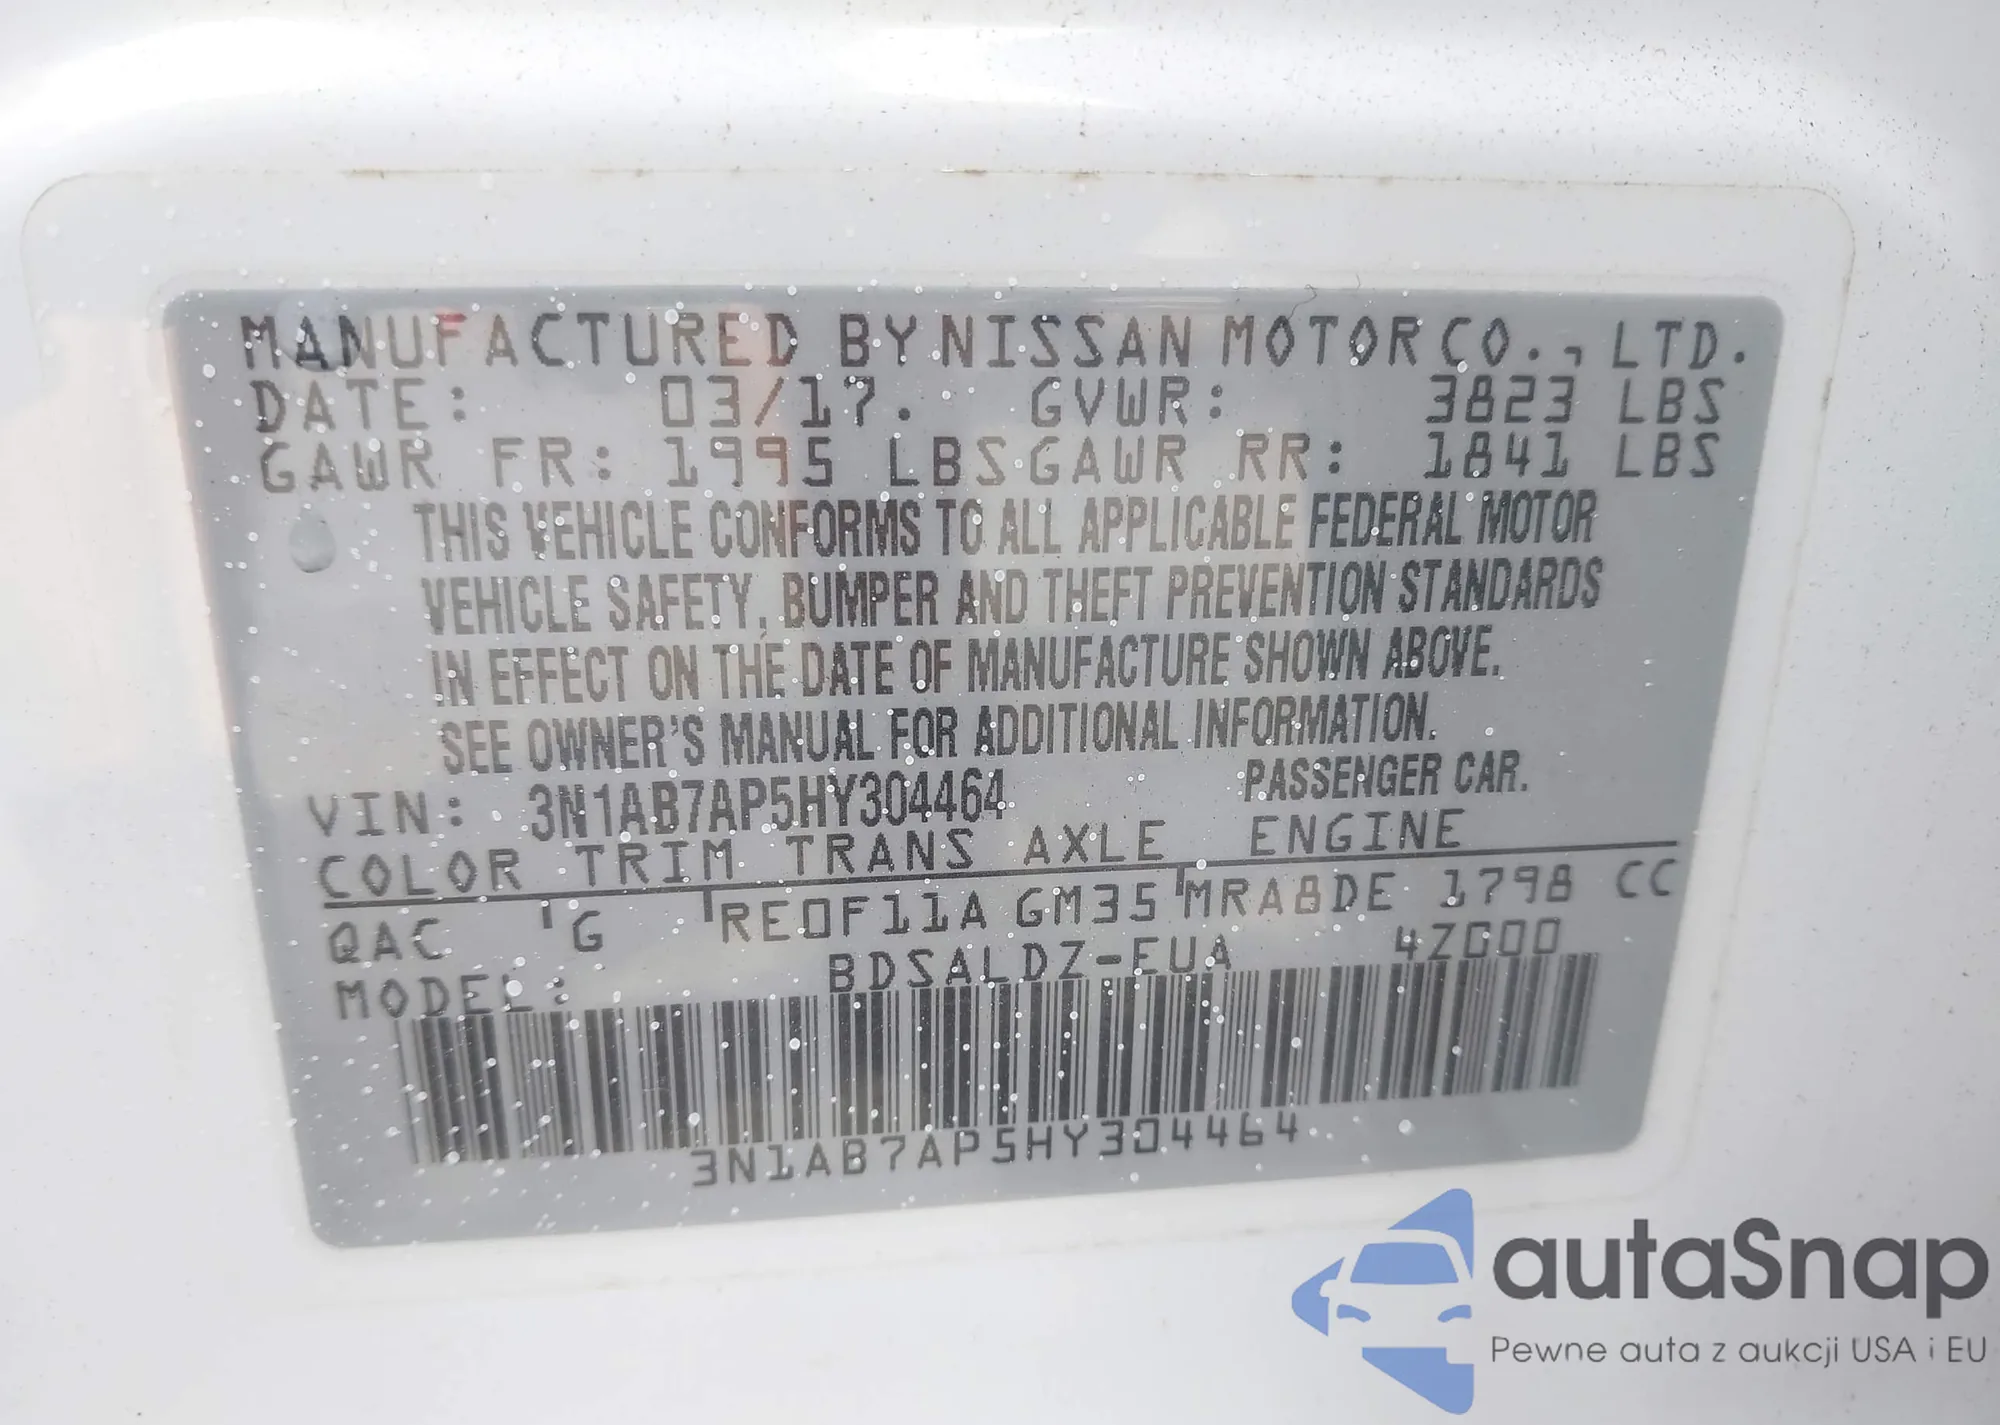 MANUFACTURED BY NISSAN MOTOR CO., LTD.
DATE: 03/17. GVWR: 3823 LBS
GAWR FR: 1995 LBS GAWR RR: 1841 LBS
THIS VEHICLE CONFORMS TO ALL APPLICABLE FEDERAL MOTOR
VEHICLE SAFETY, BUMPER AND THEFT PREVENTION STANDARDS
IN EFFECT ON THE DATE OF MANUFACTURE SHOWN ABOVE.
SEE OWNER'S MANUAL FOR ADDITIONAL INFORMATION.
VIN: 3N1AB7AP5HY304464 PASSENGER CAR.
COLOR TRIM TRANS AXLE ENGINE
QAC G RE0F11A GM35 MRA8DE 1798 CC
MODEL: BDSALDZ-EUA 4Z000
3N1AB7AP5HY304464
autaSnap
Pewne auta z aukcji USA i EU